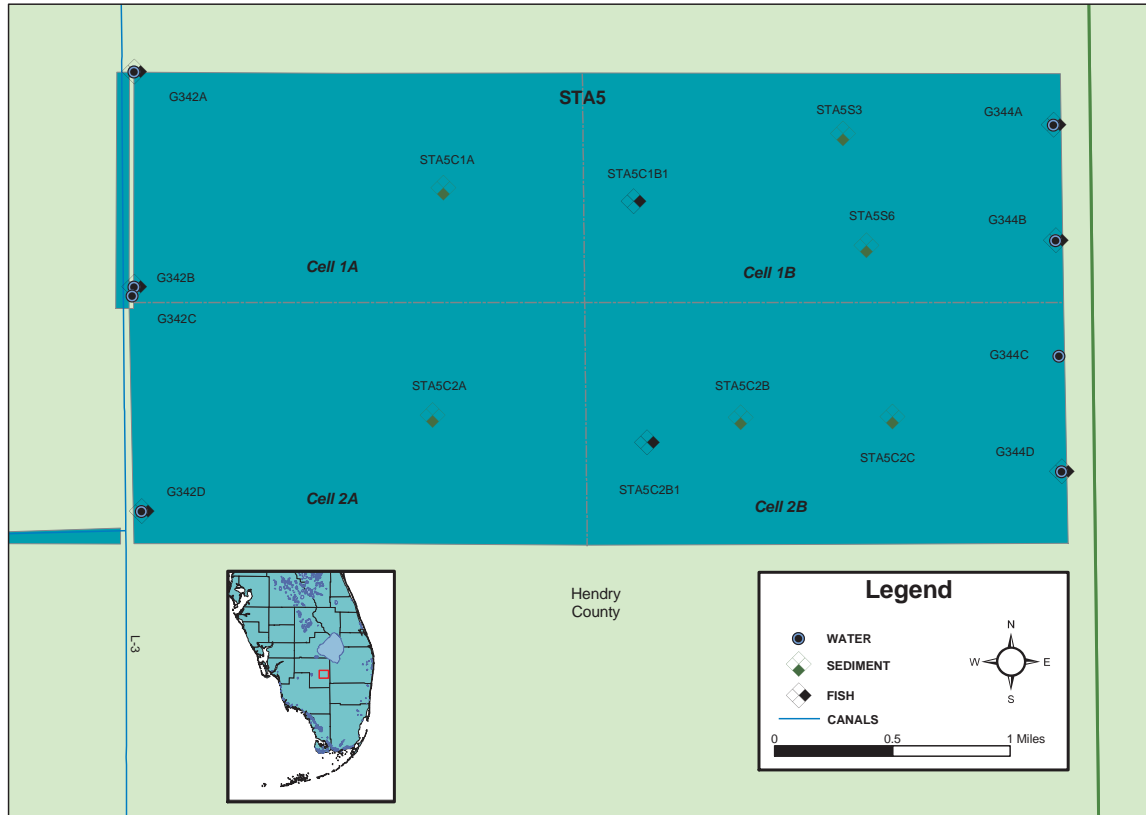 STA5
G342A
STA5S3
G344A
STA5C1A
STA5C1B1
STA5S6
G344B
Cell 1A
Cell 1B
G342B
G342C
G344C
STA5C2A
STA5C2B
G344D
STA5C2C
STA5C2B1
G342D
Cell 2A
Cell 2B
L-3
Hendry
County
Legend
WATER
SEDIMENT
FISH
CANALS
N
W E
S
0 0.5 1 Miles